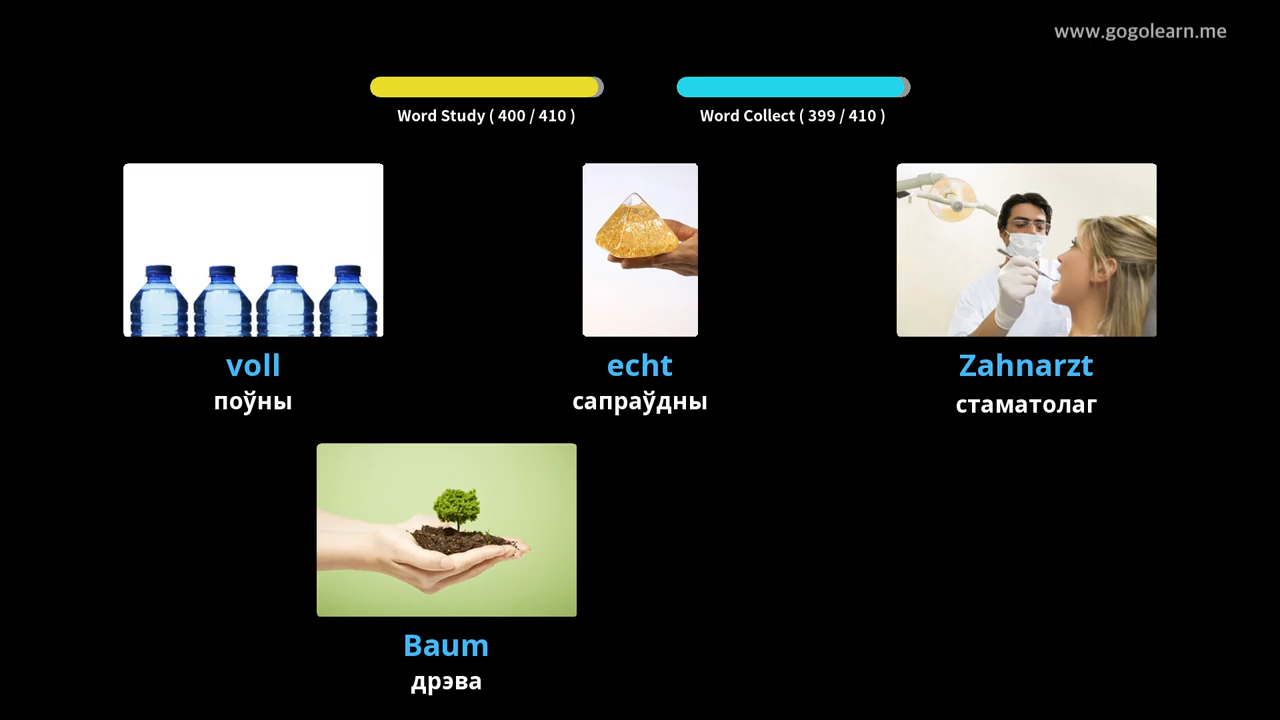 www.gogolearn.me
Word Study ( 400 / 410 )
Word Collect ( 399 / 410 )
voll
поўны
echt
сапраўдны
Zahnarzt
стаматолаг
Baum
дрэва